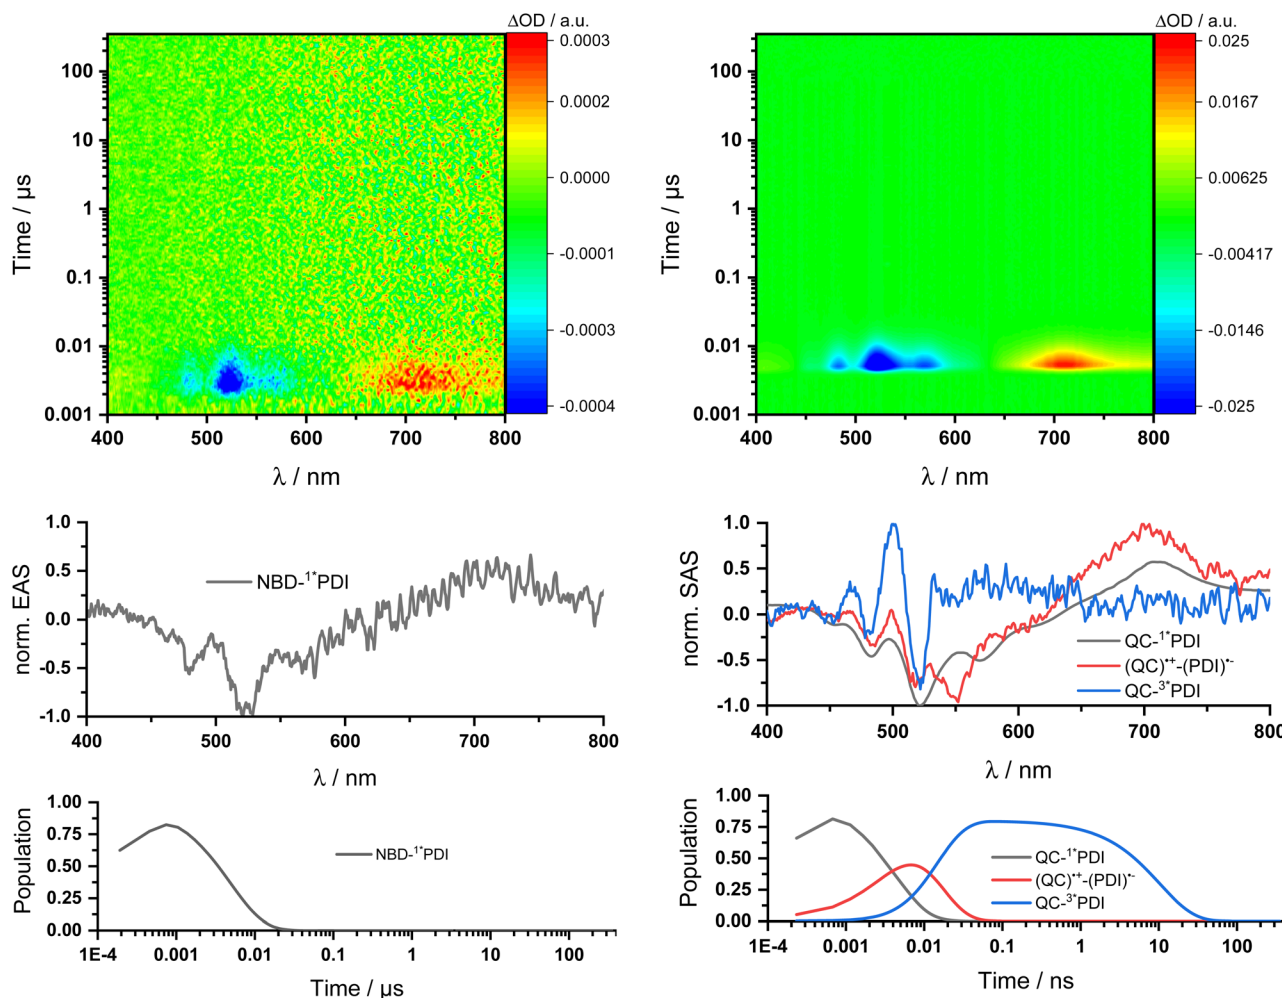 ΔOD / a.u.
0.0003
0.0002
0.0000
-0.0001
-0.0003
-0.0004
100
10
1
0.1
0.01
0.001
Time / µs
400 500 600 700 800
λ / nm
ΔOD / a.u.
0.025
0.0167
0.00625
-0.00417
-0.0146
-0.025
100
10
1
0.1
0.01
0.001
Time / µs
400 500 600 700 800
λ / nm
1.0
0.5
0.0
-0.5
-1.0
norm. EAS
NBD-¹*PDI
400 500 600 700 800
λ / nm
1.0
0.5
0.0
-0.5
-1.0
norm. SAS
QC-¹*PDI
(QC)•⁺-(PDI)•⁻
QC-³*PDI
400 500 600 700 800
λ / nm
1.00
0.75
0.50
0.25
0.00
Population
NBD-¹*PDI
1E-4 0.001 0.01 0.1 1 10 100
Time / µs
1.00
0.75
0.50
0.25
0.00
Population
QC-¹*PDI
(QC)•⁺-(PDI)•⁻
QC-³*PDI
1E-4 0.001 0.01 0.1 1 10 100
Time / ns